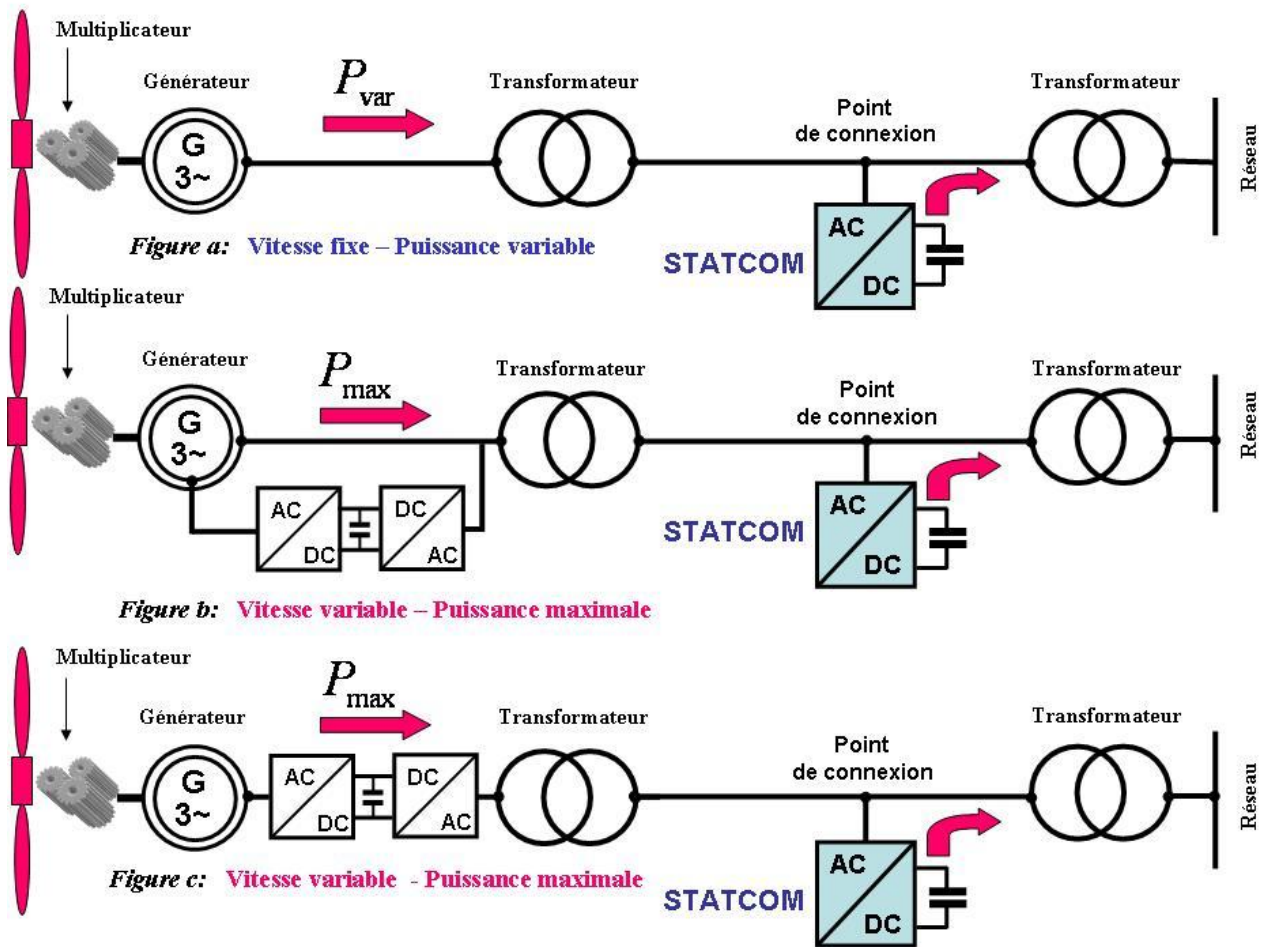 Multiplicateur
Générateur
P var
Transformateur
Point
de connexion
Transformateur
Réseau
G
3~
AC
DC
STATCOM
Figure a: Vitesse fixe – Puissance variable
Multiplicateur
Générateur
P max
Transformateur
Point
de connexion
Transformateur
Réseau
G
3~
AC
DC
DC
AC
AC
DC
STATCOM
Figure b: Vitesse variable – Puissance maximale
Multiplicateur
Générateur
P max
Transformateur
Point
de connexion
Transformateur
Réseau
G
3~
AC
DC
DC
AC
AC
DC
STATCOM
Figure c: Vitesse variable - Puissance maximale